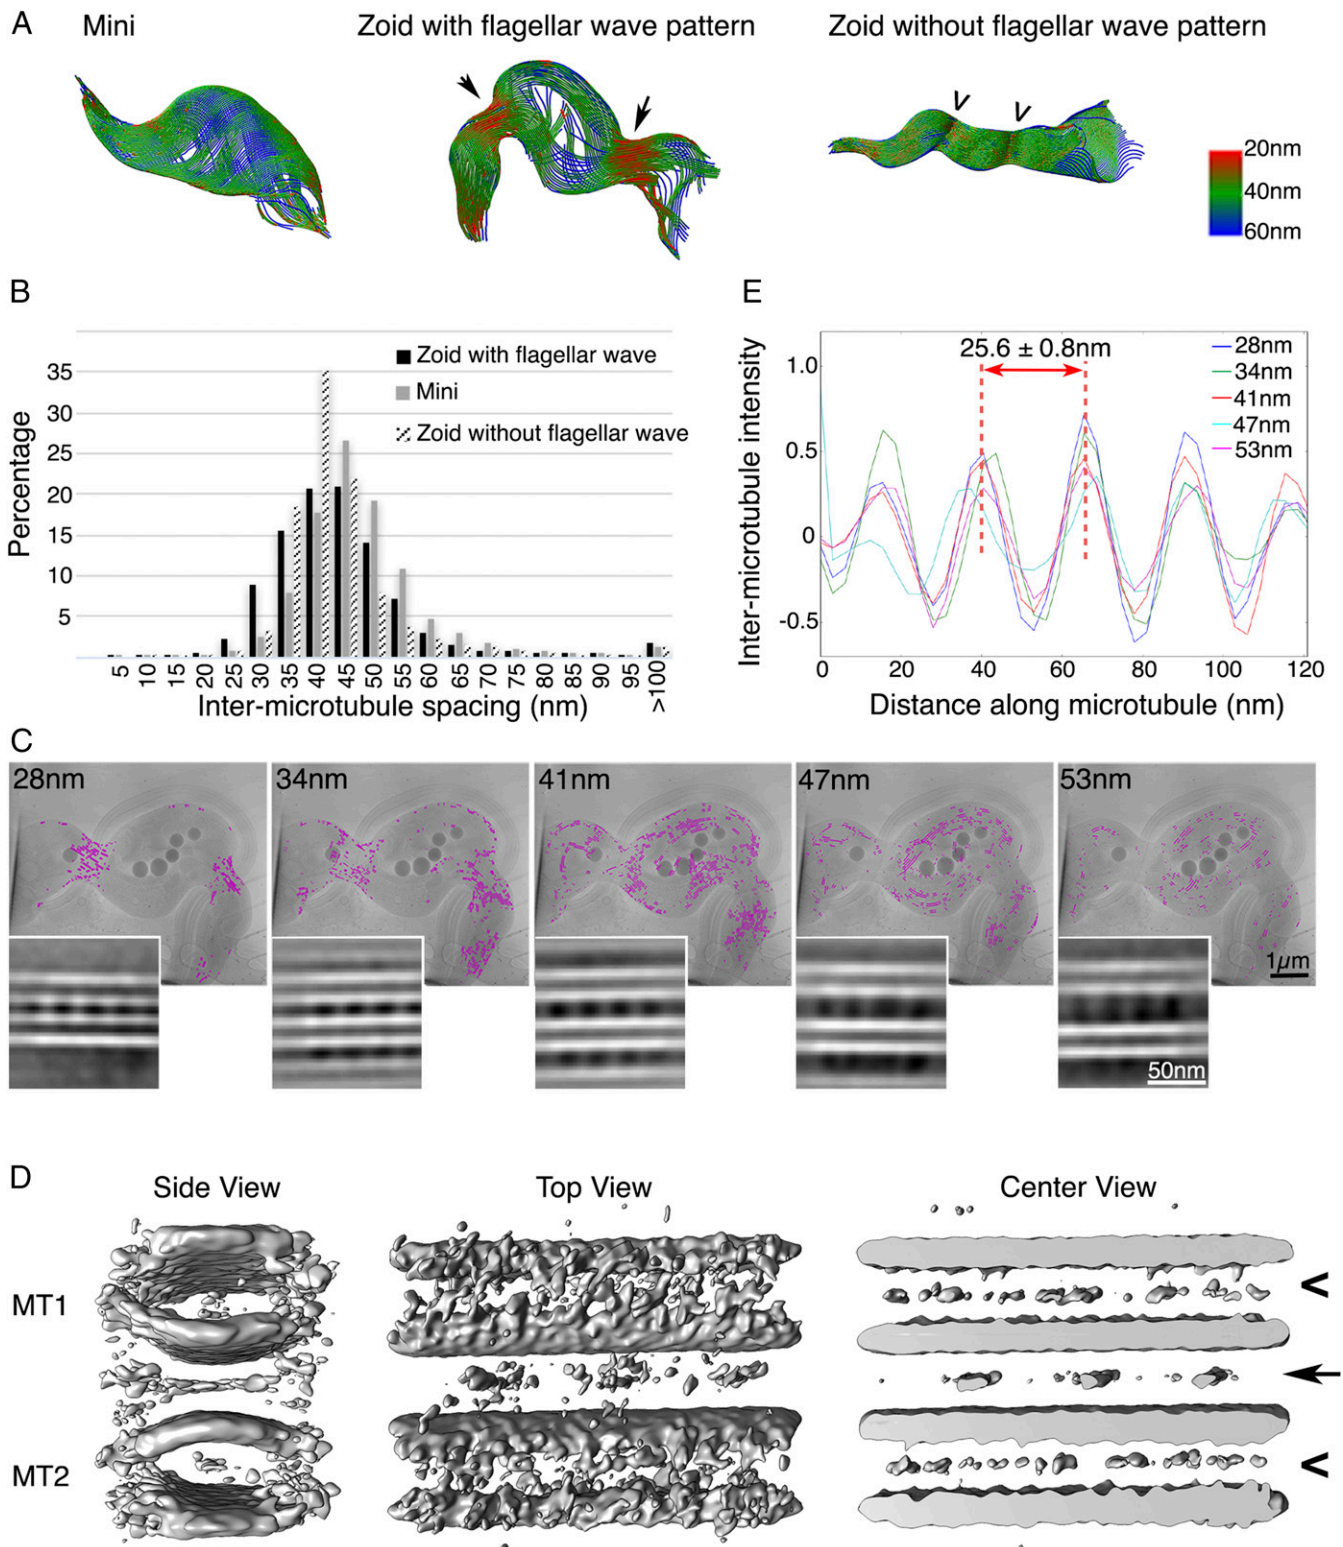 A
Mini
Zoid with flagellar wave pattern
Zoid without flagellar wave pattern
20nm
40nm
60nm
B
35
30
25
20
15
10
5
Percentage
Zoid with flagellar wave
Mini
Zoid without flagellar wave
5 10 15 20 25 30 35 40 45 50 55 60 65 70 75 80 85 90 95 >100
Inter-microtubule spacing (nm)
E
25.6 ± 0.8nm
1.0
0.5
0
-0.5
Inter-microtubule intensity
28nm
34nm
41nm
47nm
53nm
0 20 40 60 80 100 120
Distance along microtubule (nm)
C
28nm
34nm
41nm
47nm
53nm
1µm
50nm
D
Side View
Top View
Center View
MT1
MT2